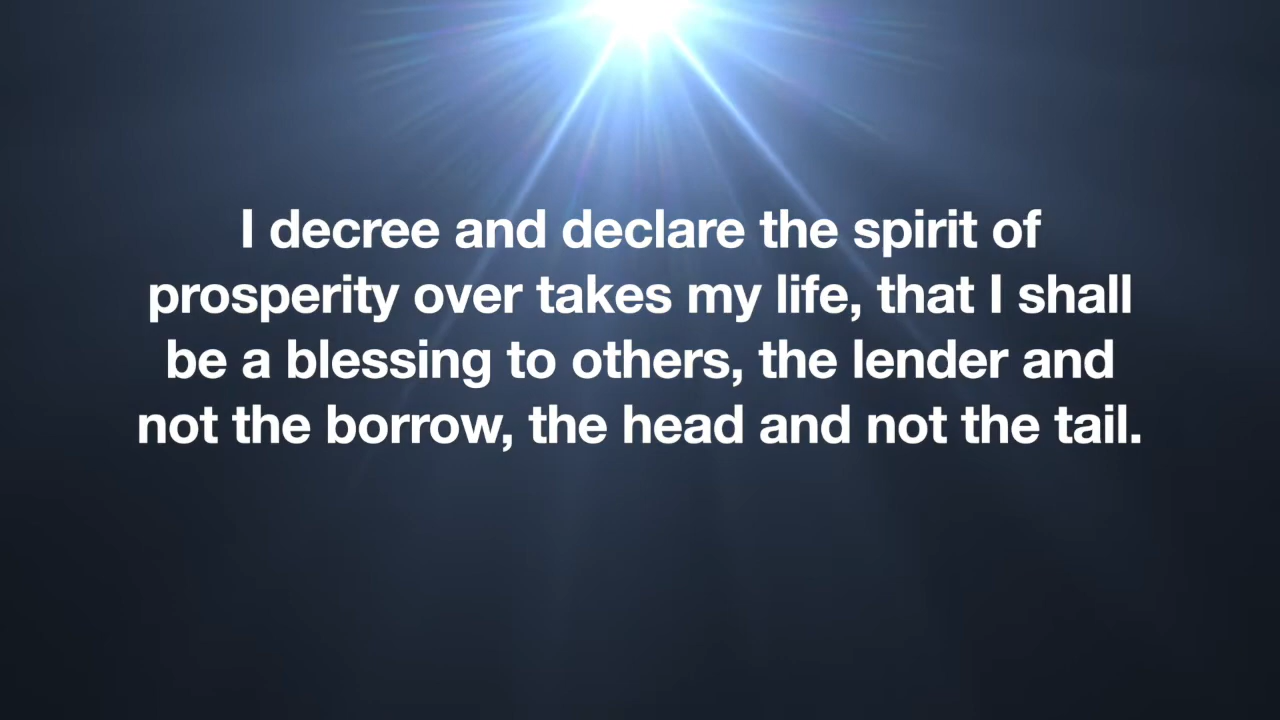 I decree and declare the spirit of
prosperity over takes my life, that I shall
be a blessing to others, the lender and
not the borrow, the head and not the tail.